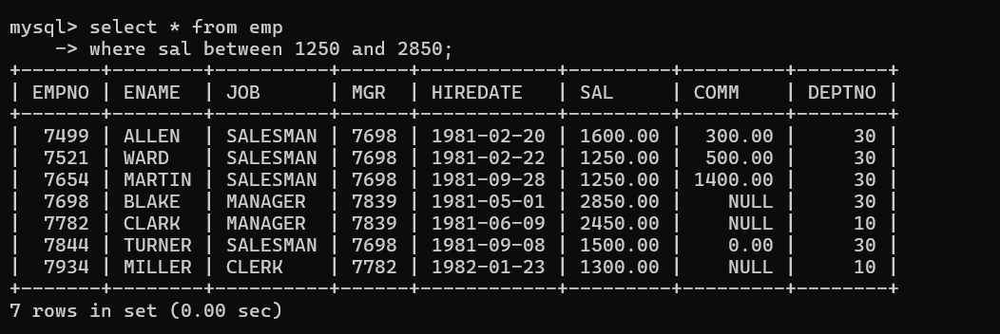 mysql> select * from emp
    -> where sal between 1250 and 2850;
+-------+--------+----------+------+------------+---------+---------+--------+
| EMPNO | ENAME  | JOB      | MGR  | HIREDATE   | SAL     | COMM    | DEPTNO |
+-------+--------+----------+------+------------+---------+---------+--------+
|  7499 | ALLEN  | SALESMAN | 7698 | 1981-02-20 | 1600.00 |  300.00 |     30 |
|  7521 | WARD   | SALESMAN | 7698 | 1981-02-22 | 1250.00 |  500.00 |     30 |
|  7654 | MARTIN | SALESMAN | 7698 | 1981-09-28 | 1250.00 | 1400.00 |     30 |
|  7698 | BLAKE  | MANAGER  | 7839 | 1981-05-01 | 2850.00 |    NULL |     30 |
|  7782 | CLARK  | MANAGER  | 7839 | 1981-06-09 | 2450.00 |    NULL |     10 |
|  7844 | TURNER | SALESMAN | 7698 | 1981-09-08 | 1500.00 |    0.00 |     30 |
|  7934 | MILLER | CLERK    | 7782 | 1982-01-23 | 1300.00 |    NULL |     10 |
+-------+--------+----------+------+------------+---------+---------+--------+
7 rows in set (0.00 sec)